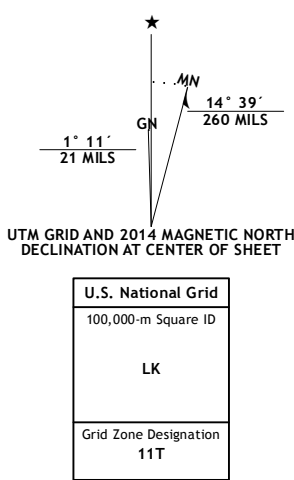 MN
GN
14° 39´
260 MILS
1° 11´
21 MILS
UTM GRID AND 2014 MAGNETIC NORTH
DECLINATION AT CENTER OF SHEET
U.S. National Grid
100,000-m Square ID
LK
Grid Zone Designation
11T